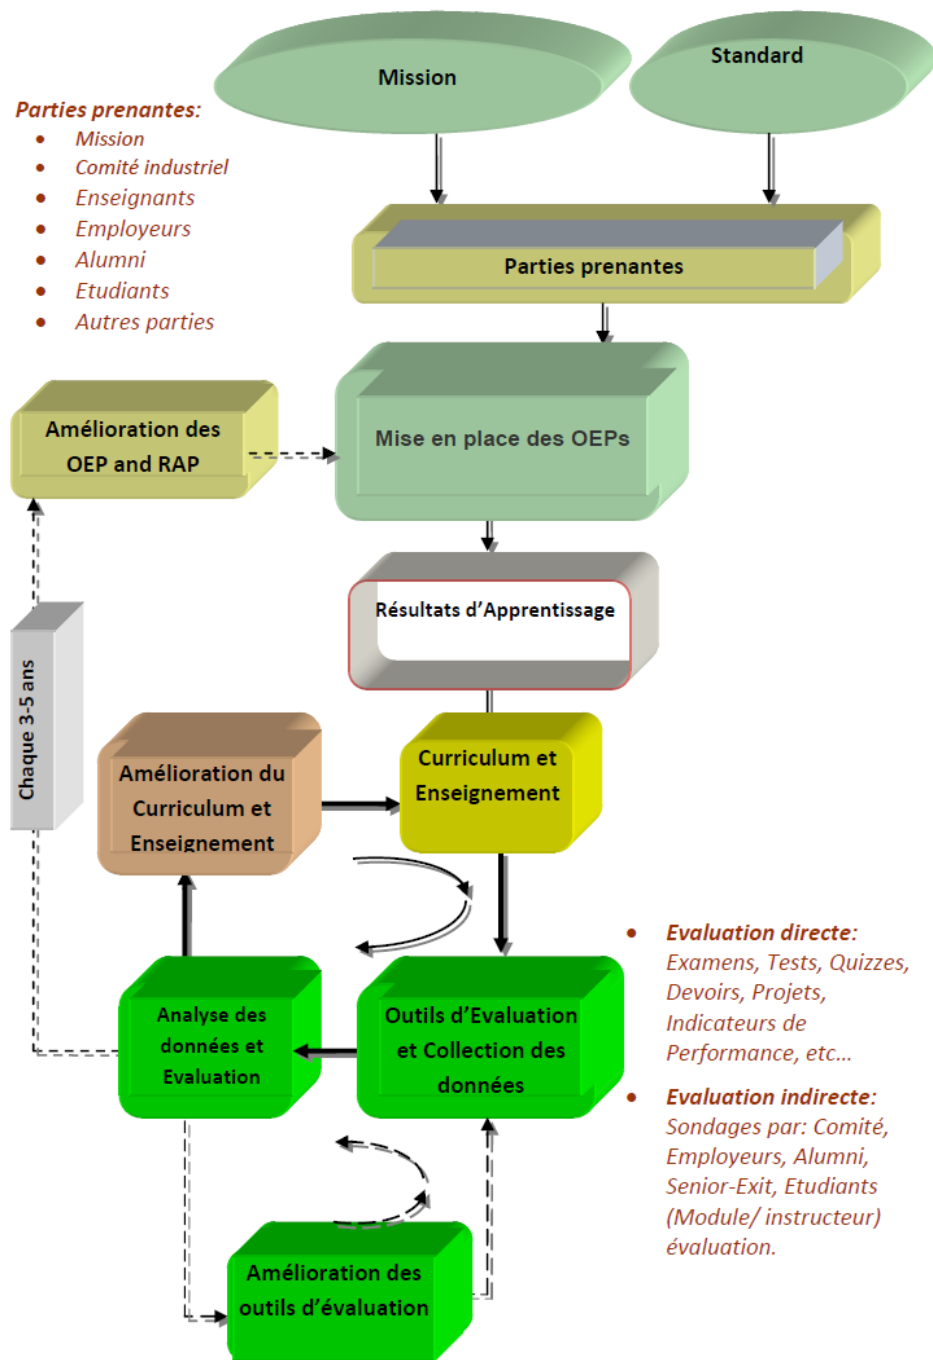 Mission
Standard
Parties prenantes:
• Mission
• Comité industriel
• Enseignants
• Employeurs
• Alumni
• Etudiants
• Autres parties
Parties prenantes
Amélioration des
OEP and RAP
Mise en place des OEPs
Résultats d’Apprentissage
Chaque 3-5 ans
Amélioration du
Curriculum et
Enseignement
Curriculum et
Enseignement
Analyse des
données et
Evaluation
Outils d’Evaluation
et Collection des
données
• Evaluation directe:
Examens, Tests, Quizzes,
Devoirs, Projets,
Indicateurs de
Performance, etc...
• Evaluation indirecte:
Sondages par: Comité,
Employeurs, Alumni,
Senior-Exit, Etudiants
(Module/ instructeur)
évaluation.
Amélioration des
outils d’évaluation